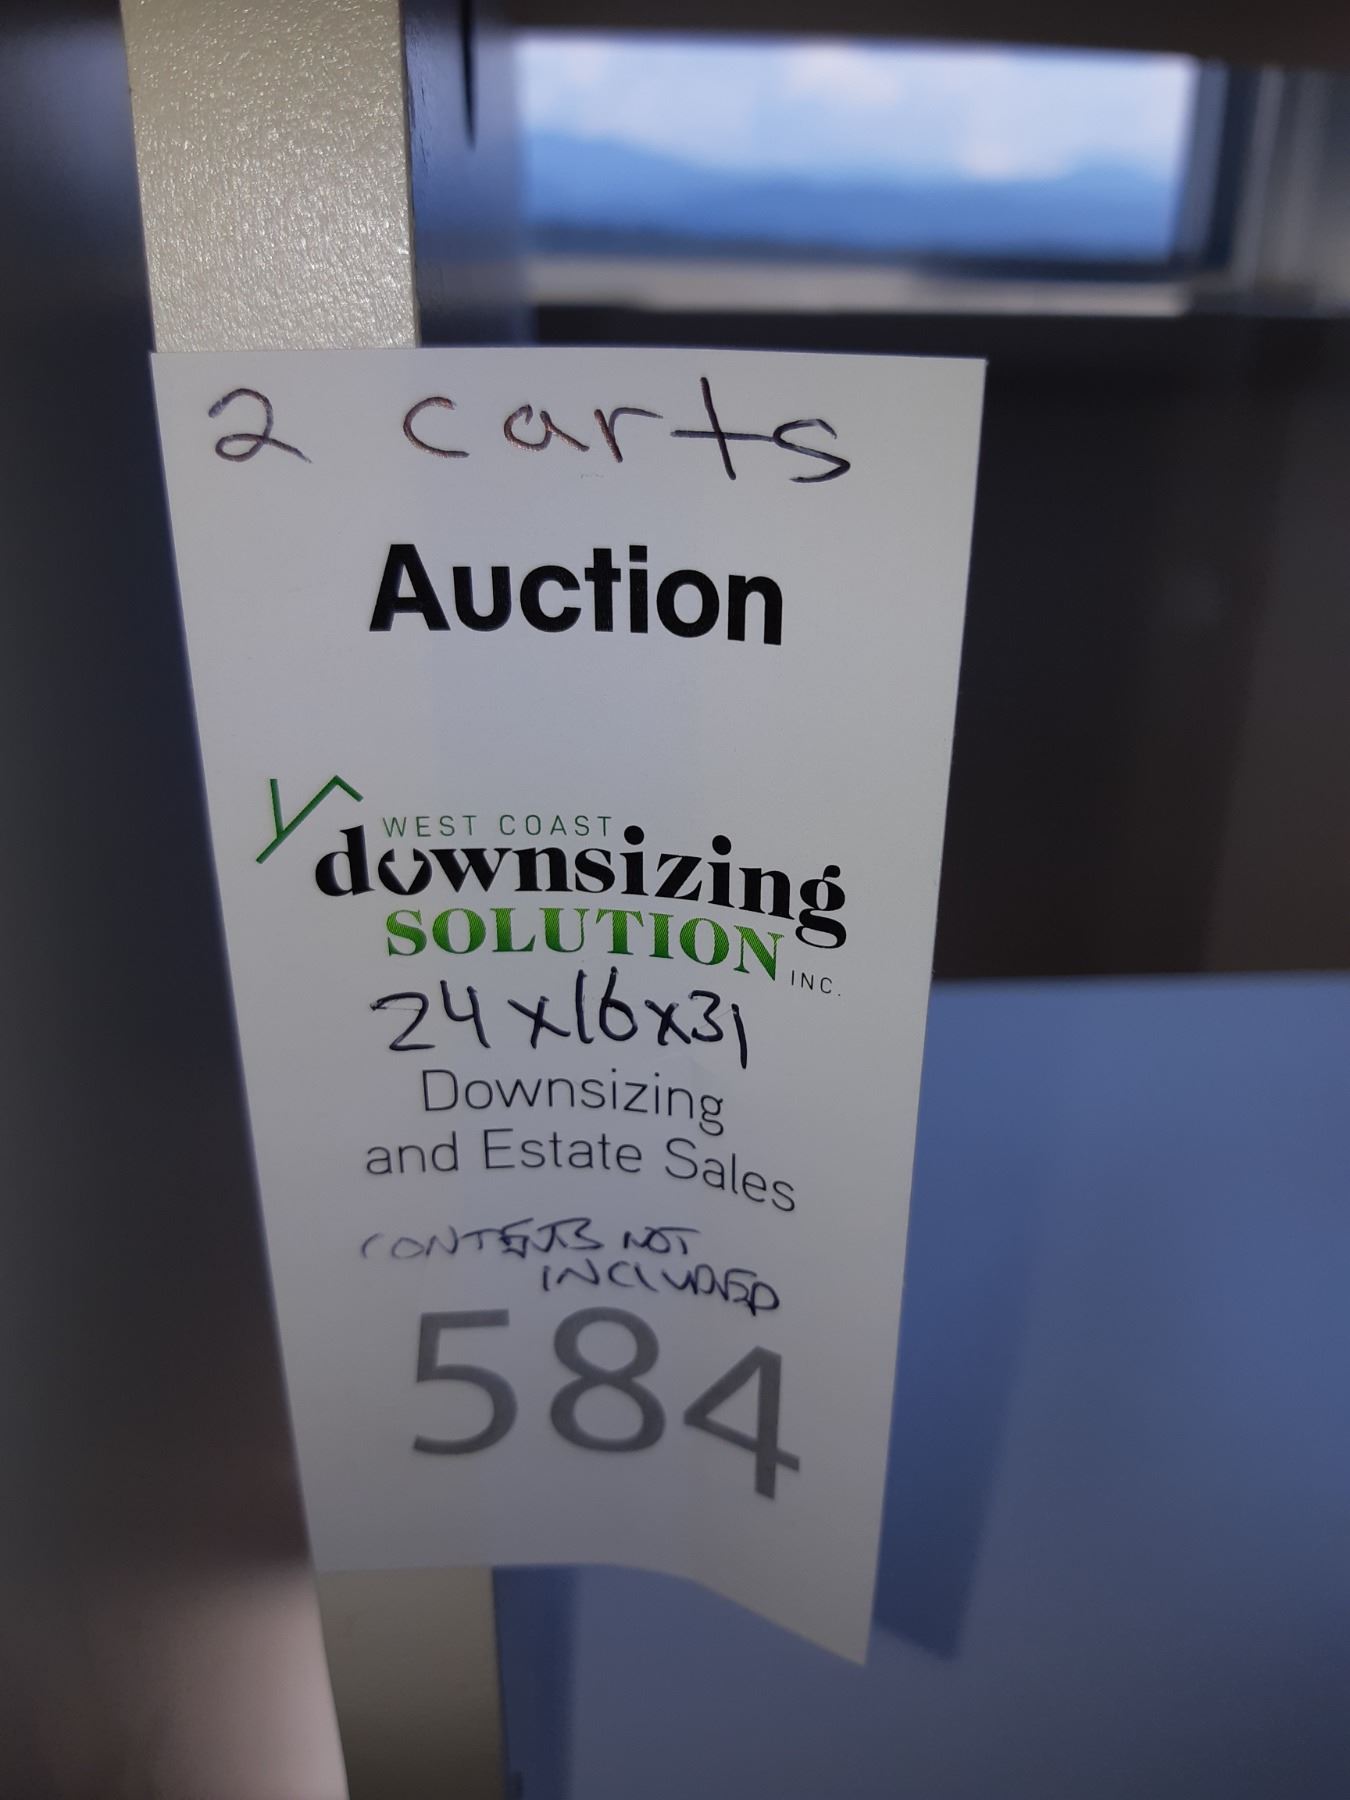 2 carts
Auction
WEST COAST
downsizing
SOLUTION INC.
24x16x31
Downsizing
and Estate Sales
CONTENTS NOT
INCLUDED
584